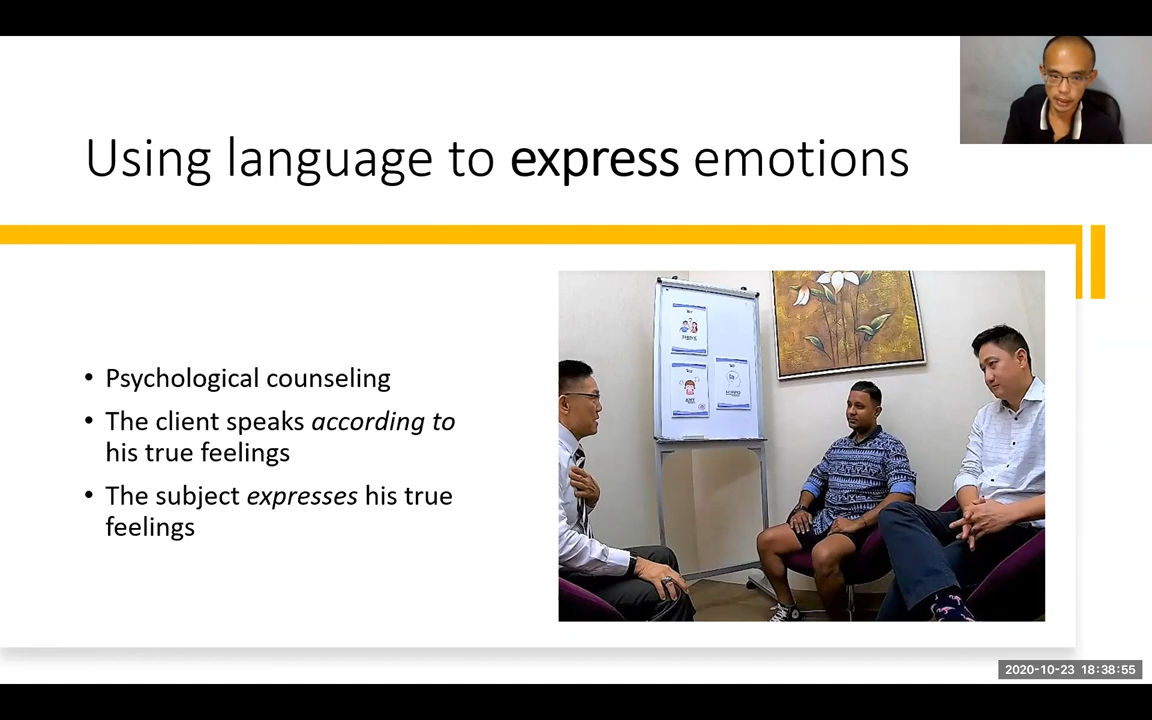 Using language to express emotions
• Psychological counseling
• The client speaks according to
his true feelings
• The subject expresses his true
feelings
2020-10-23 18:38:55